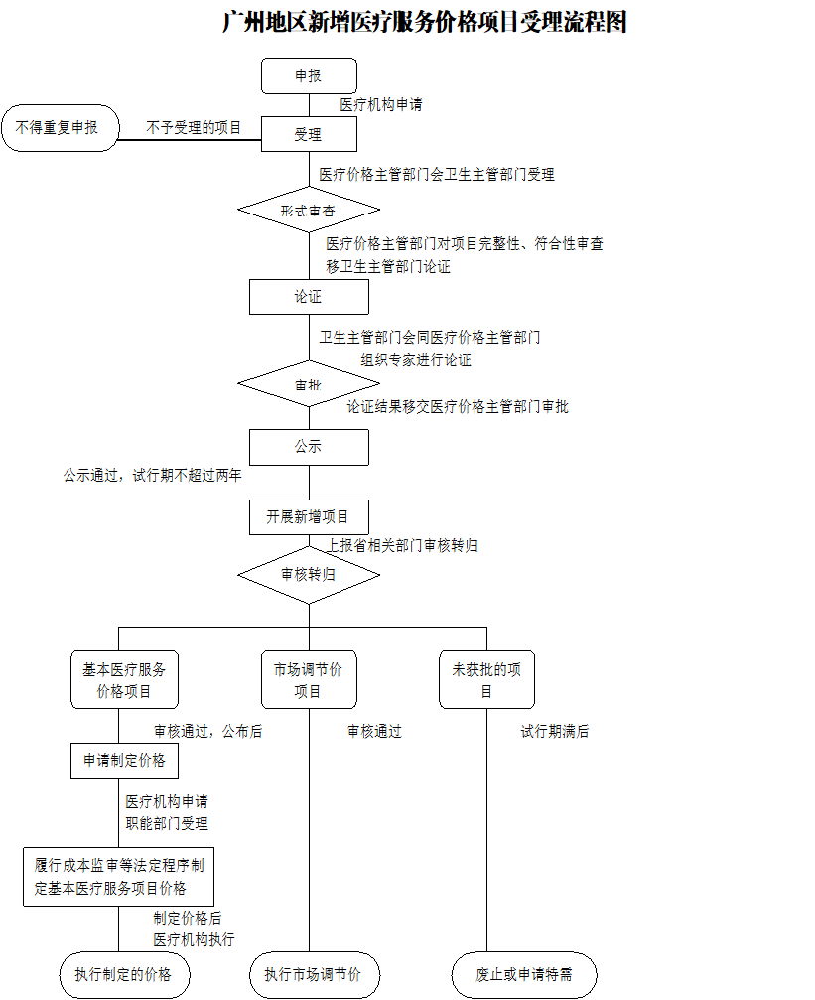 广州地区新增医疗服务价格项目受理流程图
申报
医疗机构申请
不得重复申报
不予受理的项目
受理
医疗价格主管部门会卫生主管部门受理
形式审查
医疗价格主管部门对项目完整性、符合性审查
移卫生主管部门论证
论证
卫生主管部门会同医疗价格主管部门
组织专家进行论证
审批
论证结果移交医疗价格主管部门审批
公示
公示通过，试行期不超过两年
开展新增项目
上报省相关部门审核转归
审核转归
基本医疗服务
价格项目
市场调节价
项目
未获批的项
目
审核通过，公布后
审核通过
试行期满后
申请制定价格
医疗机构申请
职能部门受理
履行成本监审等法定程序制
定基本医疗服务项目价格
制定价格后
医疗机构执行
执行制定的价格
执行市场调节价
废止或申请特需